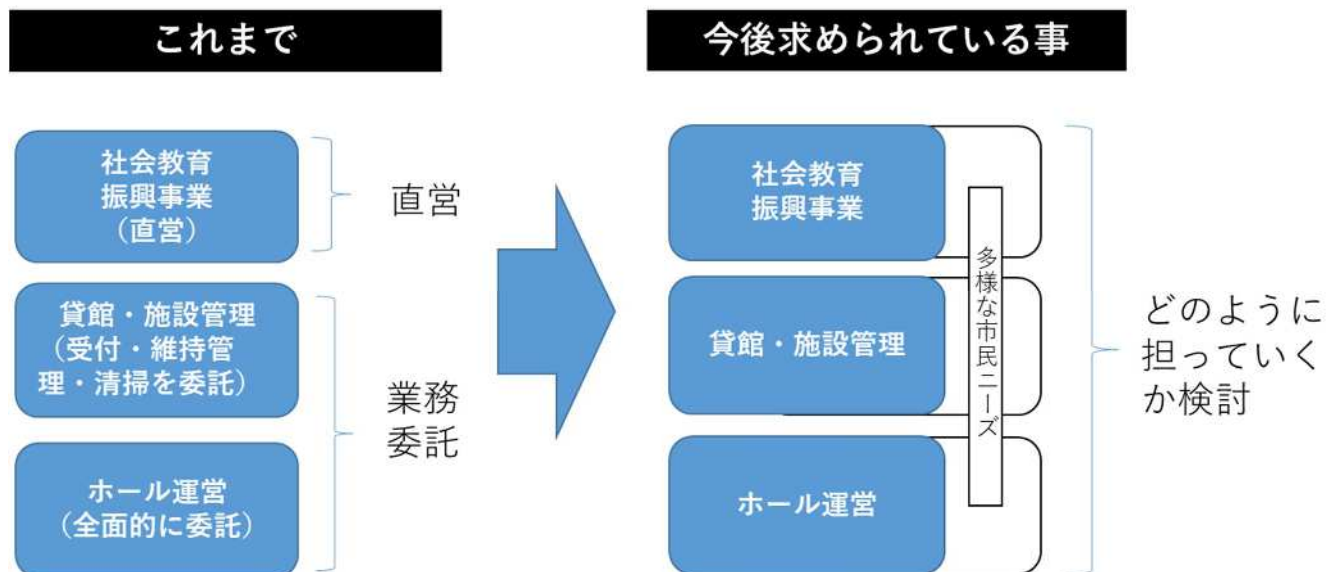 これまで
社会教育
振興事業
（直営）
直営
貸館・施設管理
（受付・維持管
理・清掃を委託）
ホール運営
（全面的に委託）
業務
委託
今後求められている事
社会教育
振興事業
貸館・施設管理
ホール運営
多様な市民ニーズ
どのように
担っていく
か検討